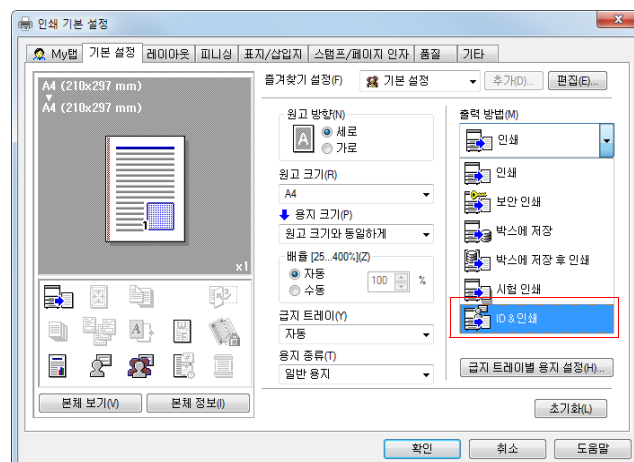 인쇄 기본 설정
My탭 기본 설정 레이아웃 피니싱 표지/삽입지 스탬프/페이지 인자 품질 기타
A4 (210x297 mm)
A4 (210x297 mm)
1
x1
본체 보기(V) 본체 정보(I)
즐겨찾기 설정(F) 기본 설정 추가(D)... 편집(E)...
원고 방향(N)
A
세로
가로
원고 크기(R)
A4
용지 크기(P)
원고 크기와 동일하게
배율 [25...400%](Z)
자동
수동
100 %
급지 트레이(Y)
자동
용지 종류(T)
일반 용지
출력 방법(M)
인쇄
인쇄
보안 인쇄
박스에 저장
박스에 저장 후 인쇄
시험 인쇄
ID &인쇄
급지 트레이별 용지 설정(H)...
초기화(L)
확인 취소 도움말